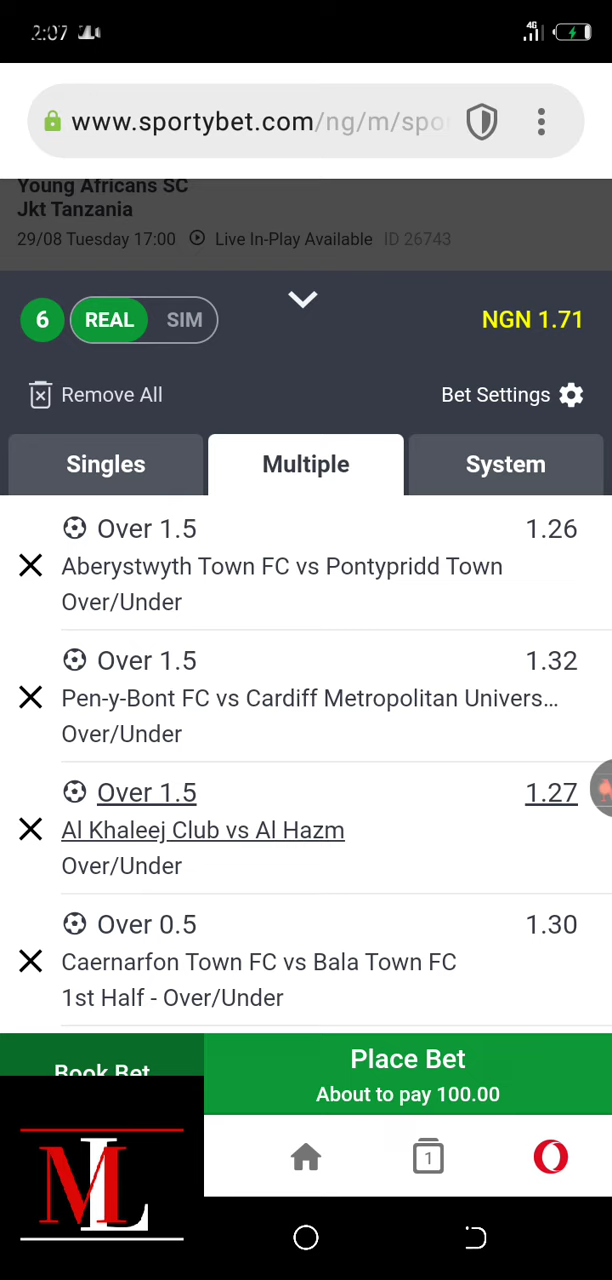 2:07
4G
www.sportybet.com/ng/m/spo
Young Africans SC
Jkt Tanzania
29/08 Tuesday 17:00 Live In-Play Available ID 26743
6 REAL SIM NGN 1.71
Remove All Bet Settings
Singles Multiple System
Over 1.5 1.26
Aberystwyth Town FC vs Pontypridd Town
Over/Under
Over 1.5 1.32
Pen-y-Bont FC vs Cardiff Metropolitan Univers...
Over/Under
Over 1.5 1.27
Al Khaleej Club vs Al Hazm
Over/Under
Over 0.5 1.30
Caernarfon Town FC vs Bala Town FC
1st Half - Over/Under
Book Bet Place Bet
About to pay 100.00
ML
1